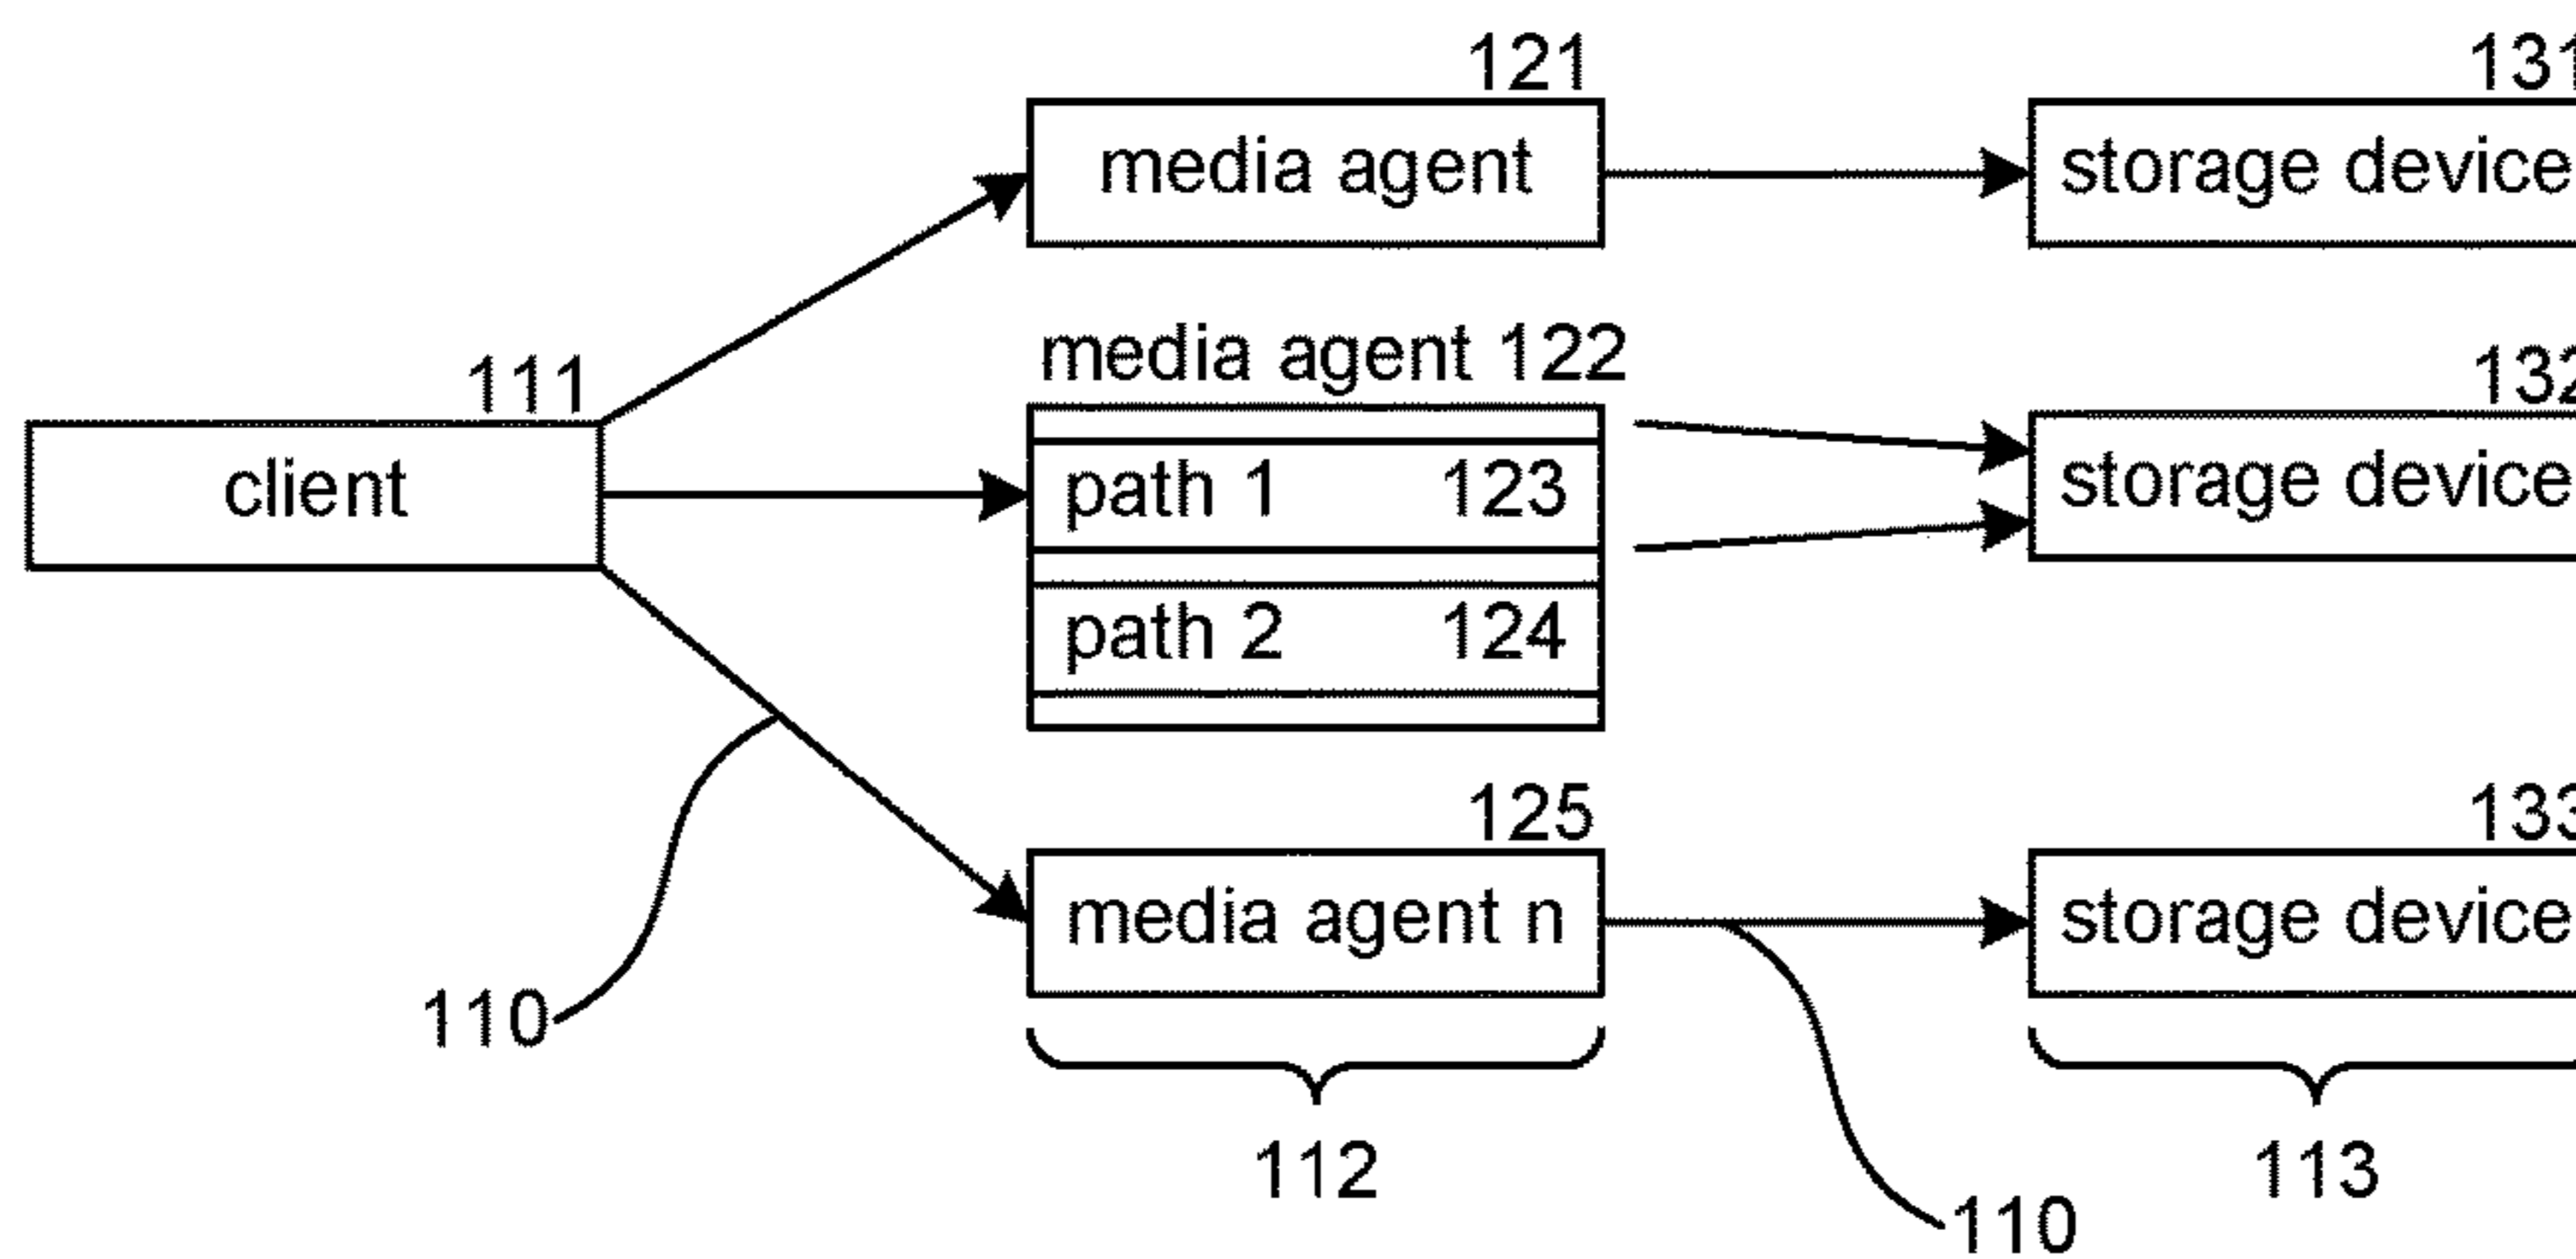 121
131
media agent
storage device
media agent 122
111
132
client
path 1 123
storage device
path 2 124
125
133
media agent n
storage device
110
112
113
110